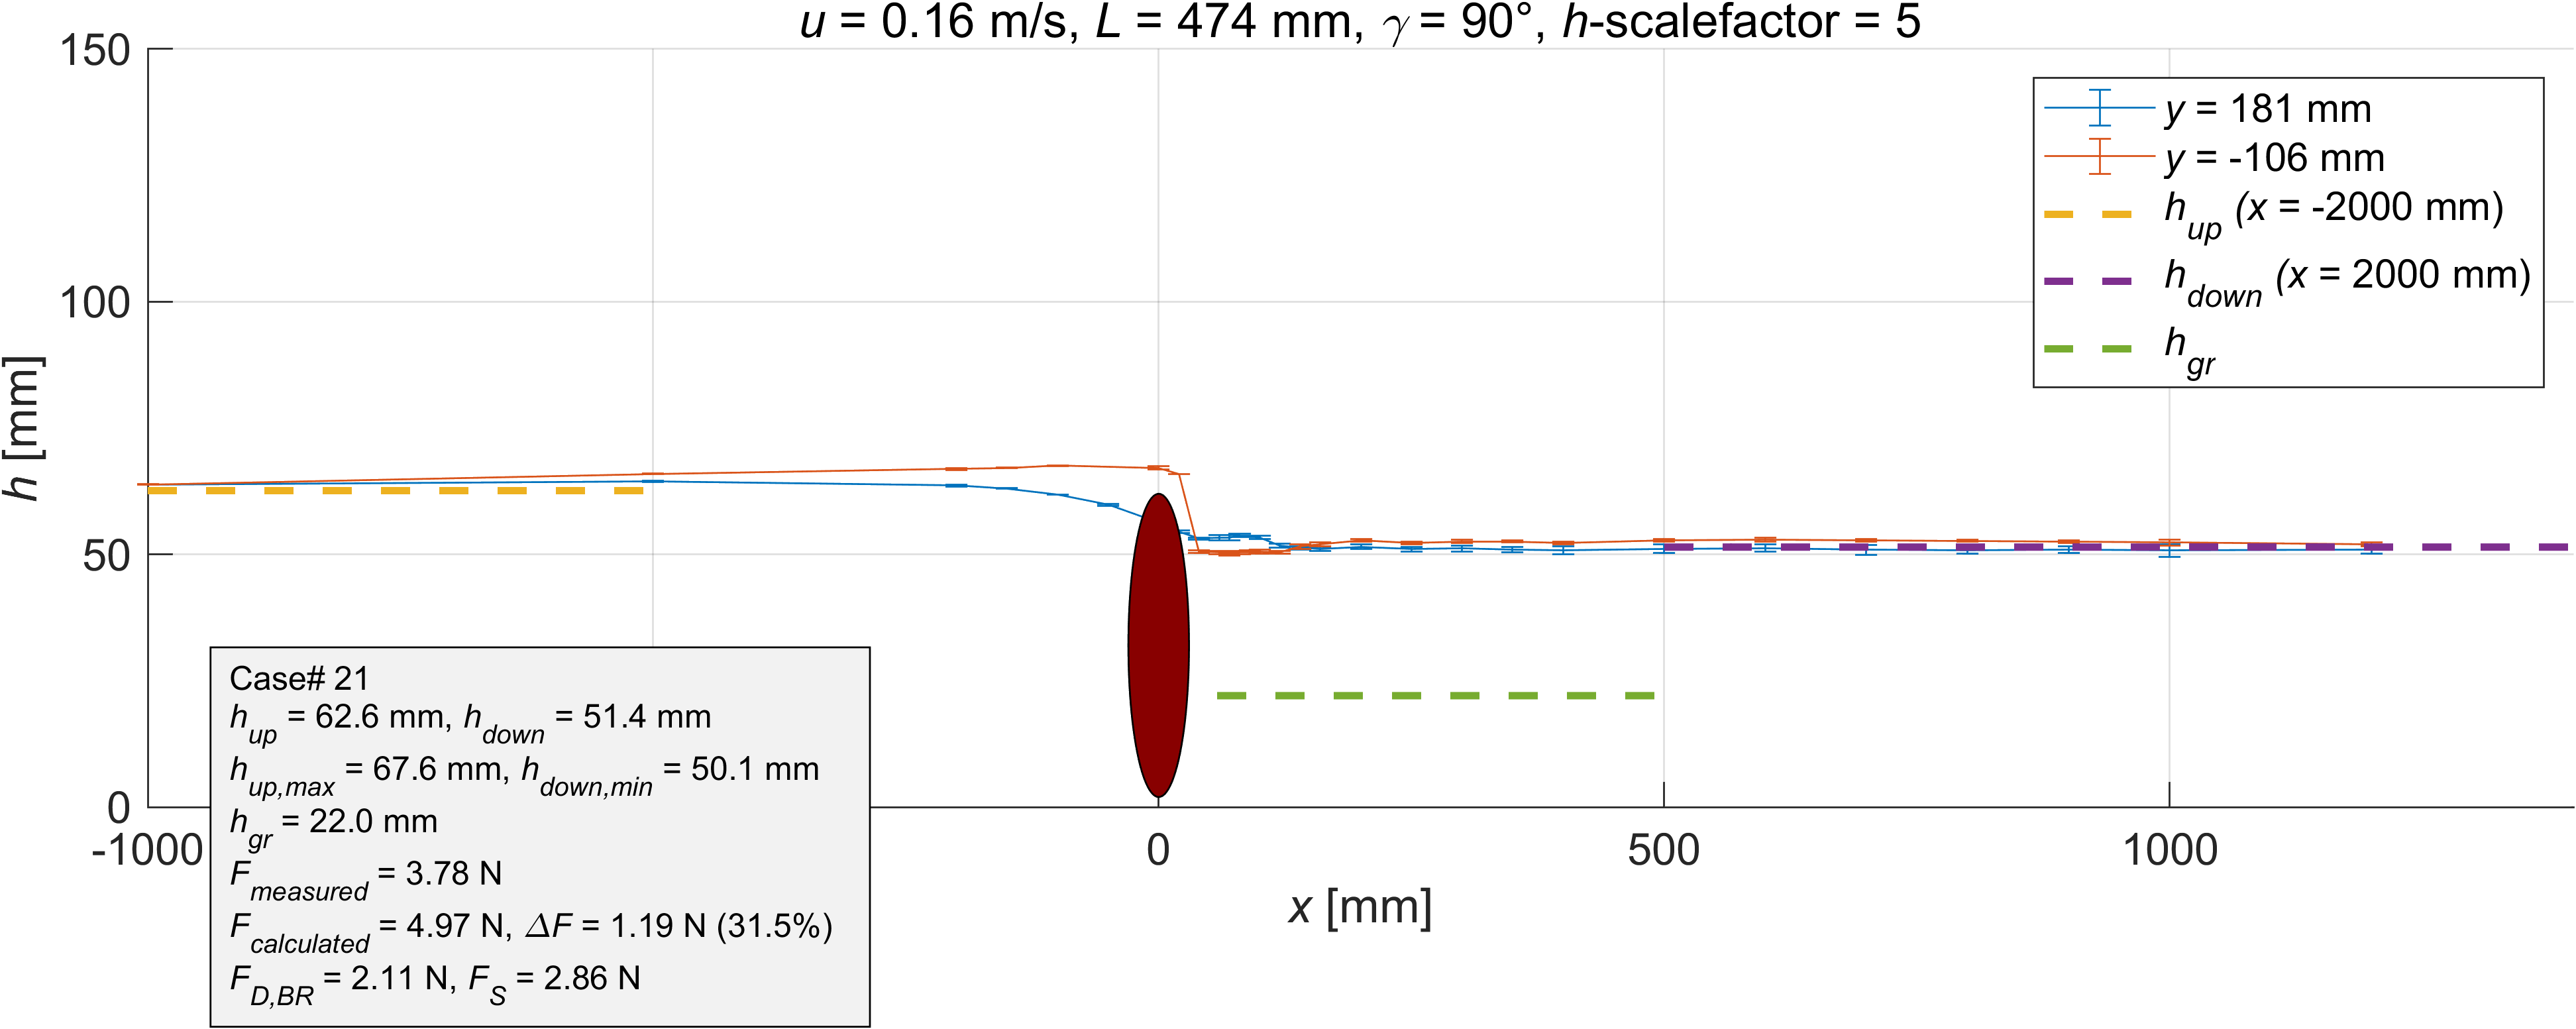 u = 0.16 m/s, L = 474 mm, γ = 90°, h-scalefactor = 5
150
100
50
0
h [mm]
-1000
0
500
1000
x [mm]
y = 181 mm
y = -106 mm
h_up (x = -2000 mm)
h_down (x = 2000 mm)
h_gr
Case# 21
h_up = 62.6 mm, h_down = 51.4 mm
h_up,max = 67.6 mm, h_down,min = 50.1 mm
h_gr = 22.0 mm
F_measured = 3.78 N
F_calculated = 4.97 N, ΔF = 1.19 N (31.5%)
F_D,BR = 2.11 N, F_S = 2.86 N